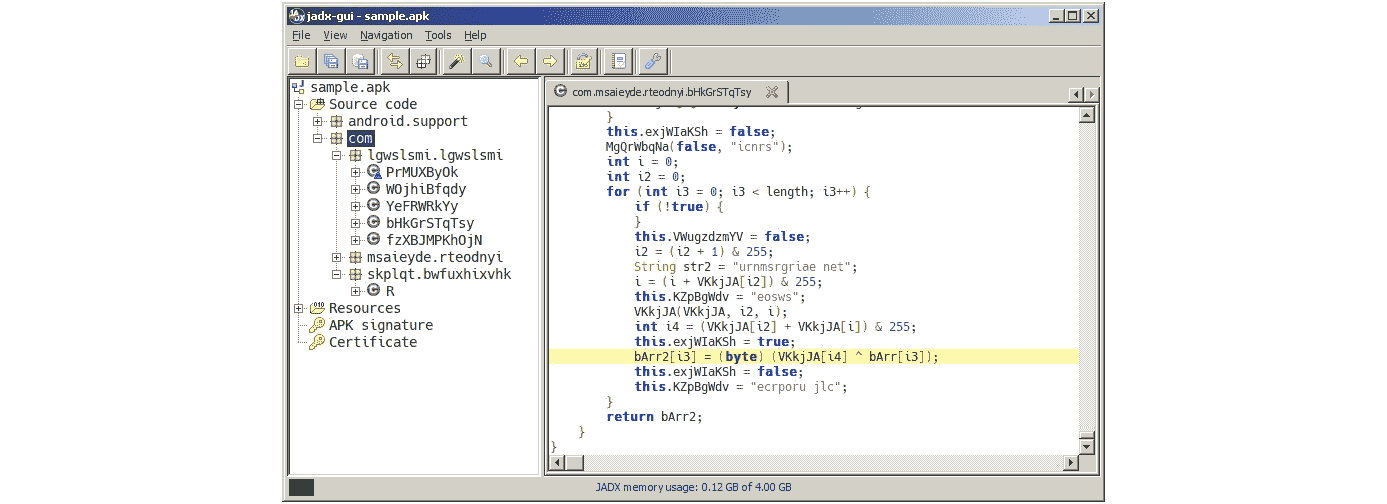 jadx-gui - sample.apk
File View Navigation Tools Help
sample.apk
Source code
android.support
com
lgwslsmi.lgwslsmi
PrMUXByOk
WOjhiBfqdy
YeFRWRkYy
bHkGrSTqTsy
fzXBJMPKhOjN
msaieyde.rteodnyi
skplqt.bwfuxhixvhk
R
Resources
APK signature
Certificate
com.msaieyde.rteodnyi.bHkGrSTqTsy
}
this.exjWIaKSh = false;
MgQrWbqNa(false, "icnrs");
int i = 0;
int i2 = 0;
for (int i3 = 0; i3 < length; i3++) {
if (!true) {
}
this.VWugzdzmYV = false;
i2 = (i2 + 1) & 255;
String str2 = "urnmsrgriae net";
i = (i + VKkjJA[i2]) & 255;
this.KZpBgWdv = "eosws";
VKkjJA(VKkjJA, i2, i);
int i4 = (VKkjJA[i2] + VKkjJA[i]) & 255;
this.exjWIaKSh = true;
bArr2[i3] = (byte) (VKkjJA[i4] ^ bArr[i3]);
this.exjWIaKSh = false;
this.KZpBgWdv = "ecrporu jlc";
}
return bArr2;
}
}
JADX memory usage: 0.12 GB of 4.00 GB